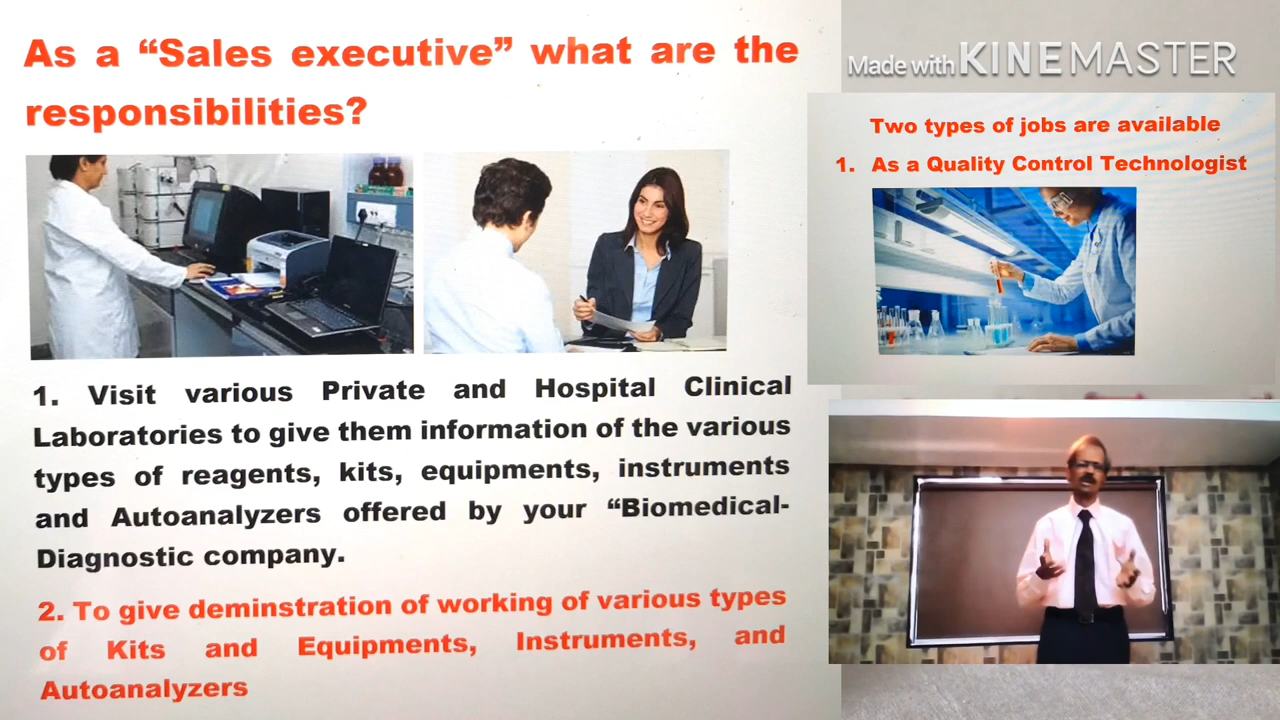 As a “Sales executive” what are the
responsibilities?
1. Visit various Private and Hospital Clinical
Laboratories to give them information of the various
types of reagents, kits, equipments, instruments
and Autoanalyzers offered by your “Biomedical-
Diagnostic company.
2. To give deminstration of working of various types
of Kits and Equipments, Instruments, and
Autoanalyzers
Made with KINEMASTER
Two types of jobs are available
1. As a Quality Control Technologist